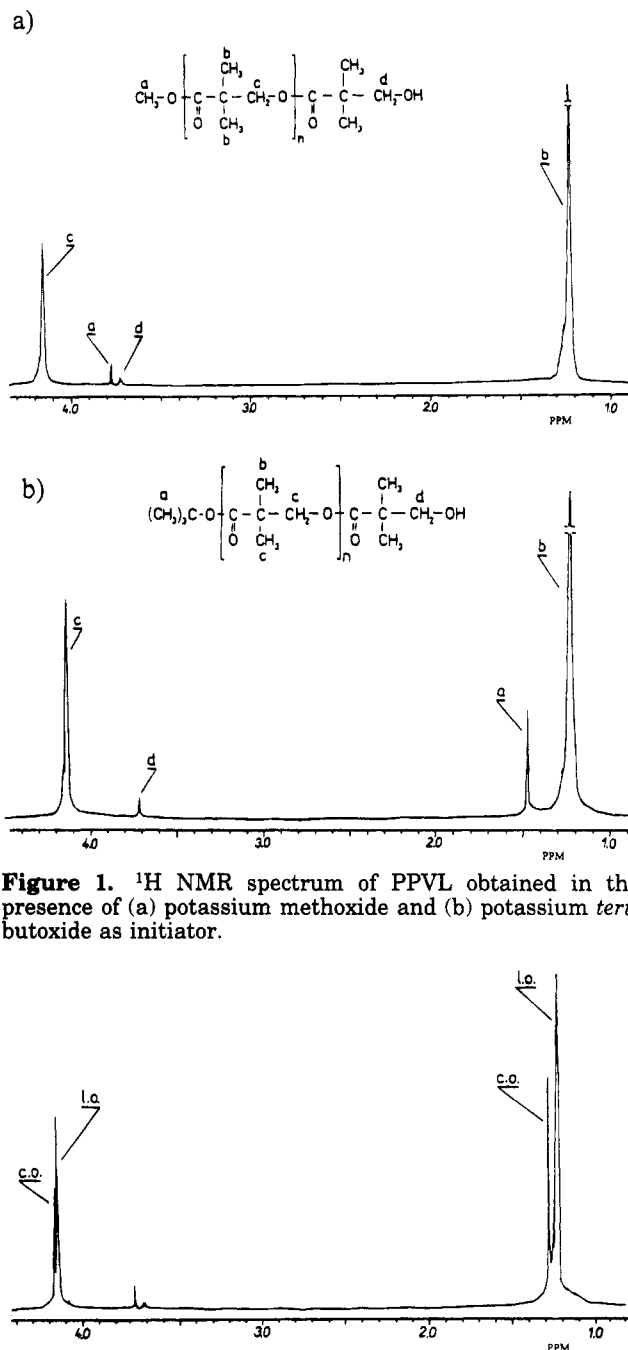 a)
b
CH₃
CH₃
a
c
d
CH₃-O
C-C-CH₂-O
C-C-CH₂-OH
O
CH₃
n
O
CH₃
b
b
c
a
d
4.0
3.0
2.0
1.0
PPM
b)
b
CH₃
CH₃
a
c
d
(CH₃)₃C-O
C-C-CH₂-O
C-C-CH₂-OH
O
CH₃
n
O
CH₃
c
b
c
a
d
4.0
3.0
2.0
1.0
PPM
Figure 1. ¹H NMR spectrum of PPVL obtained in th
presence of (a) potassium methoxide and (b) potassium tert
butoxide as initiator.
l.o.
c.o.
l.o.
c.o.
4.0
3.0
2.0
1.0
PPM